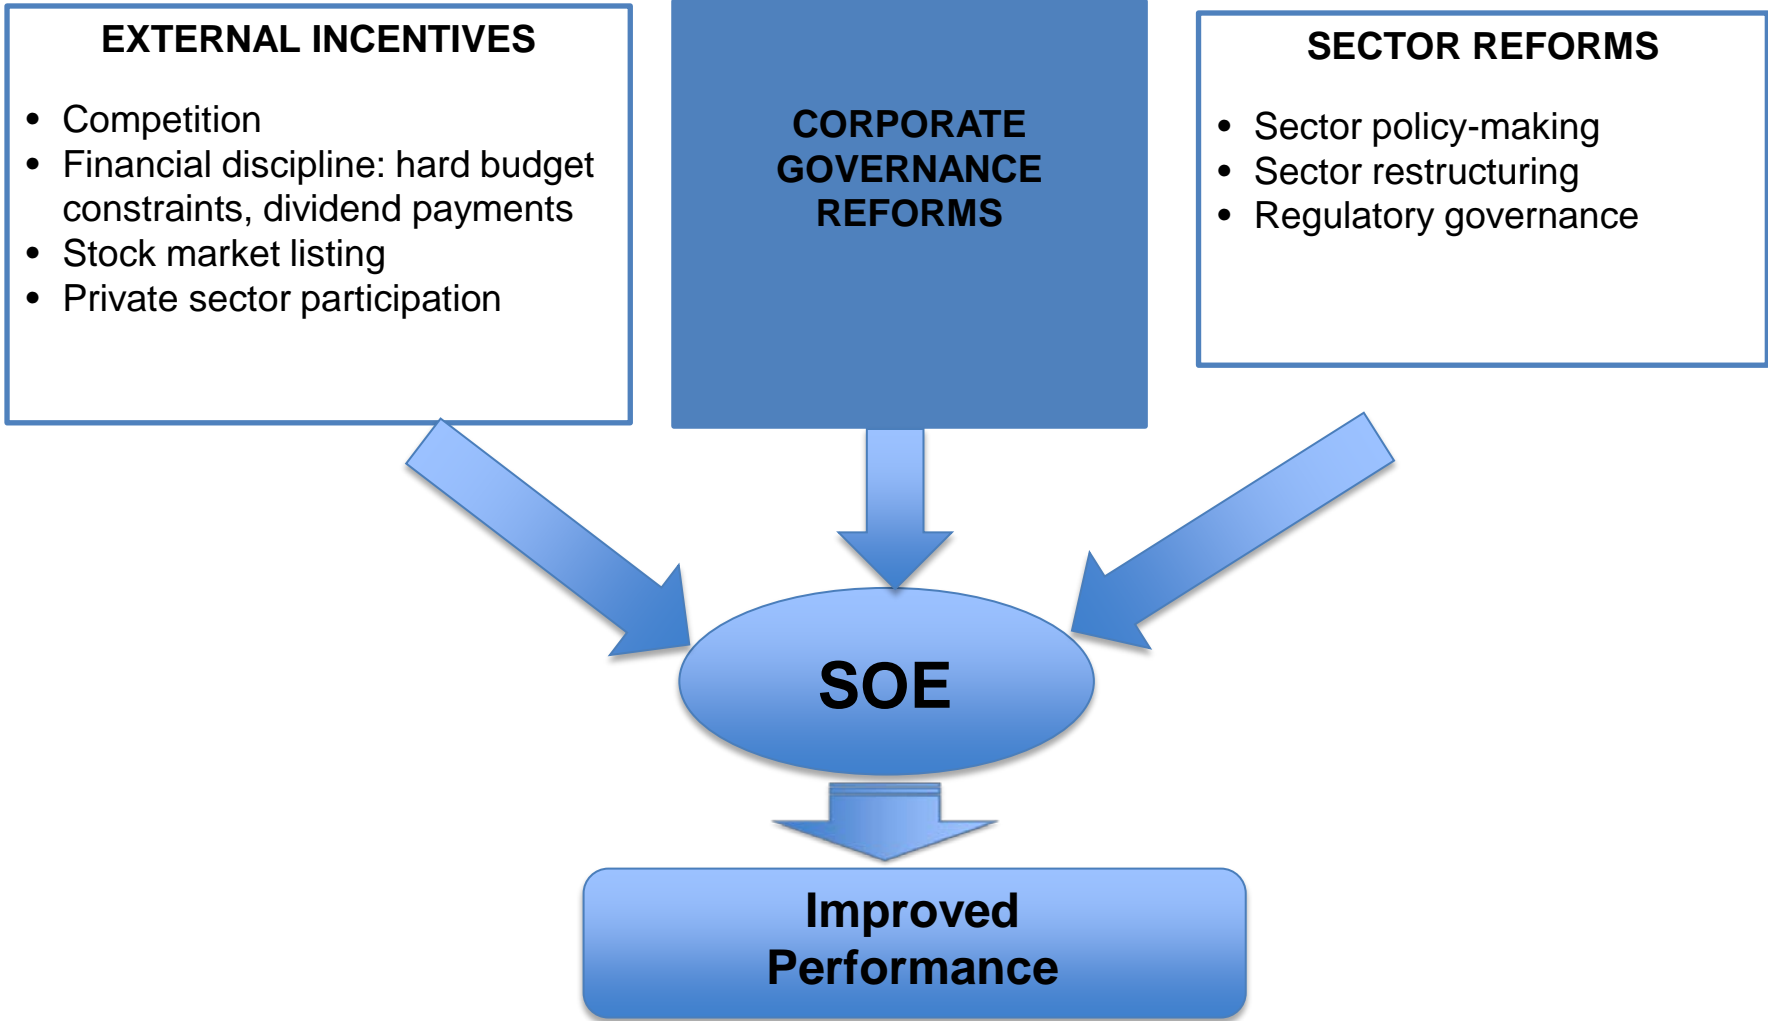 EXTERNAL INCENTIVES
• Competition
• Financial discipline: hard budget
constraints, dividend payments
• Stock market listing
• Private sector participation
CORPORATE
GOVERNANCE
REFORMS
SECTOR REFORMS
• Sector policy-making
• Sector restructuring
• Regulatory governance
SOE
Improved
Performance